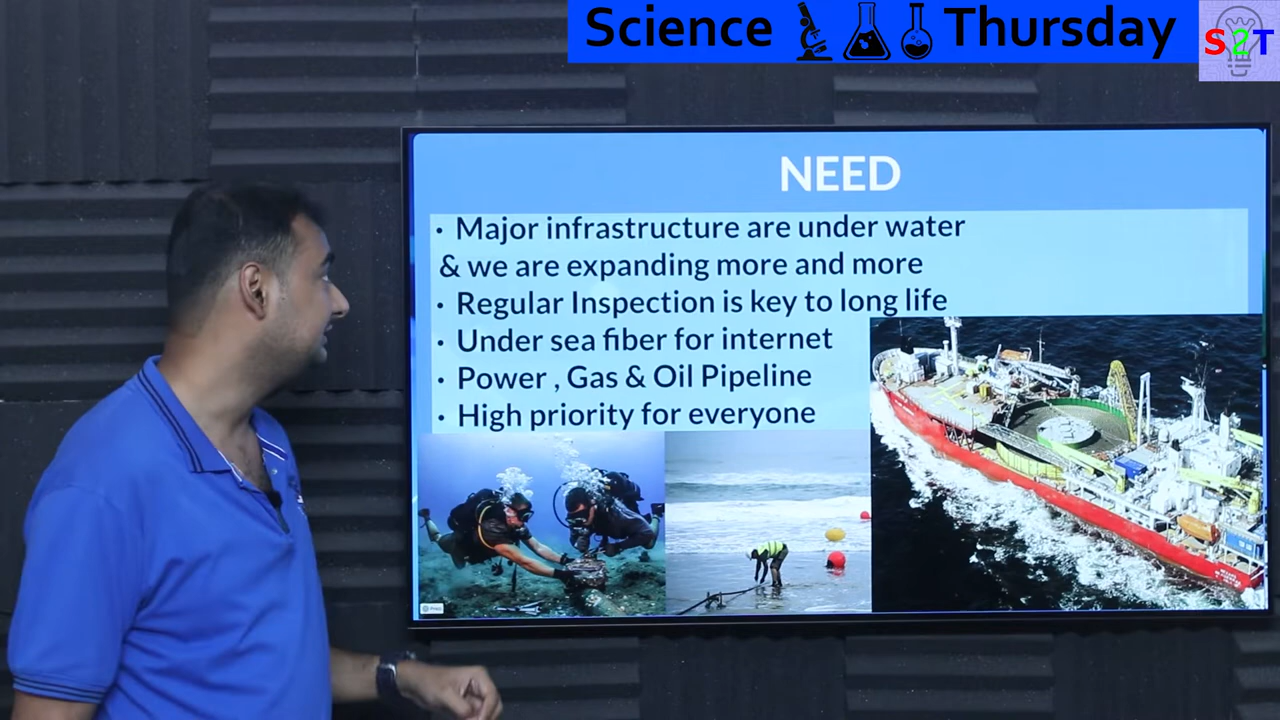 Science Thursday
S2T
NEED
· Major infrastructure are under water
& we are expanding more and more
· Regular Inspection is key to long life
· Under sea fiber for internet
· Power , Gas & Oil Pipeline
· High priority for everyone